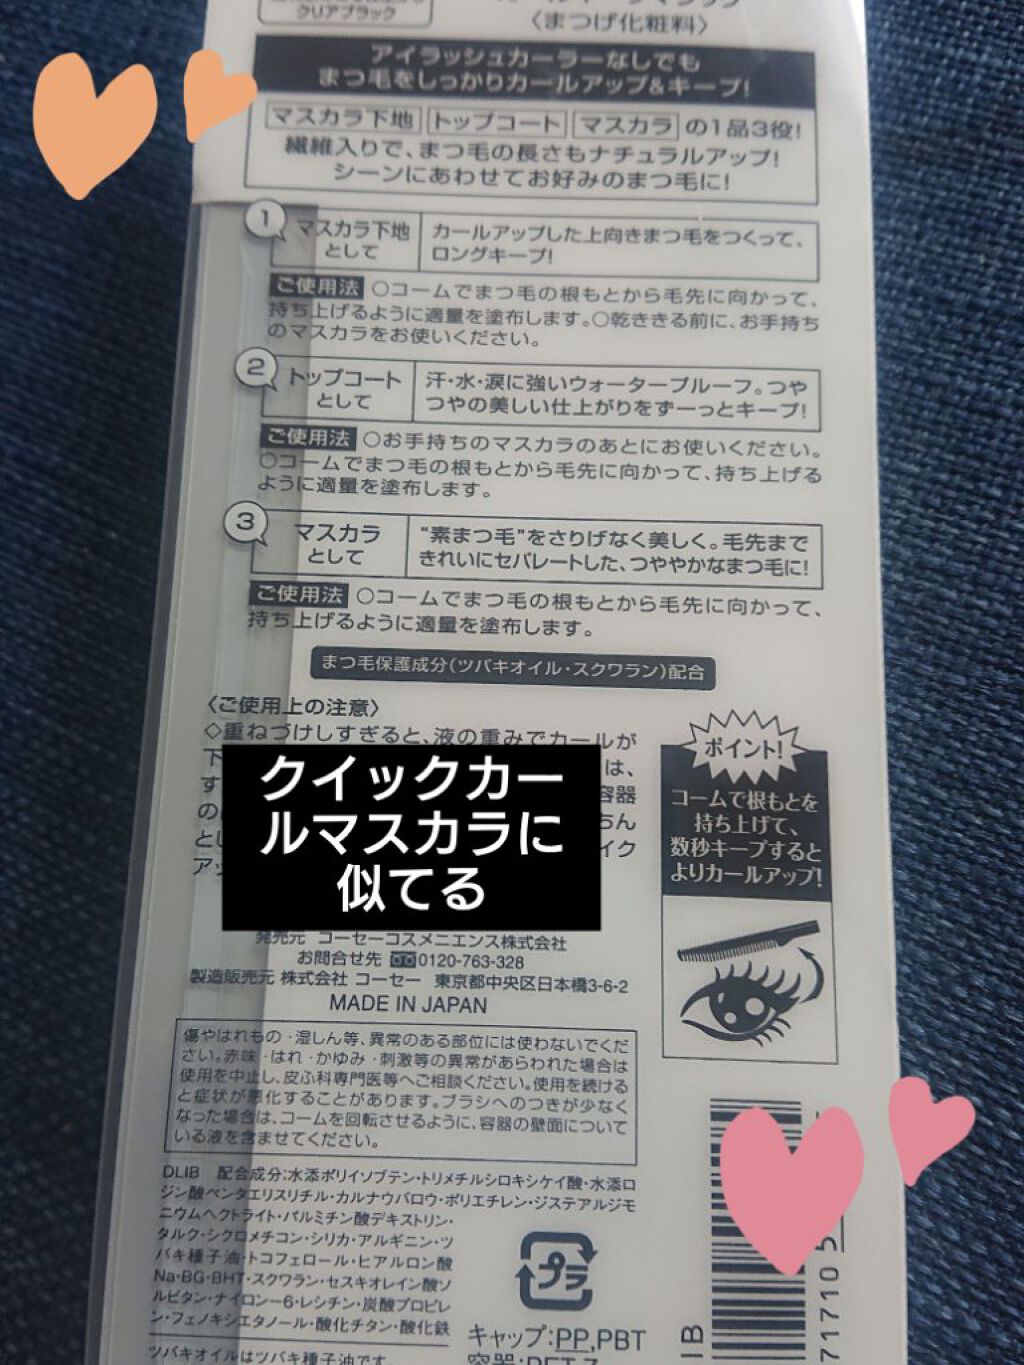 クリアブラック
〈まつげ化粧料〉
アイラッシュカーラーなしでも
まつ毛をしっかりカールアップ&キープ!
マスカラ下地 トップコート マスカラ の1品3役!
繊維入りで、まつ毛の長さもナチュラルアップ!
シーンにあわせてお好みのまつ毛に!
1 マスカラ下地として
カールアップした上向きまつ毛をつくって、
ロングキープ!
ご使用法 ○コームでまつ毛の根もとから毛先に向かって、
持ち上げるように適量を塗布します。○乾ききる前に、お手持ち
のマスカラをお使いください。
2 トップコートとして
汗・水・涙に強いウォータープルーフ。つや
つやの美しい仕上がりをずーっとキープ!
ご使用法 ○お手持ちのマスカラのあとにお使いください。
○コームでまつ毛の根もとから毛先に向かって、持ち上げる
ように適量を塗布します。
3 マスカラとして
“素まつ毛”をさりげなく美しく。毛先まで
きれいにセパレートした、つややかなまつ毛に!
ご使用法 ○コームでまつ毛の根もとから毛先に向かって、
持ち上げるように適量を塗布します。
まつ毛保護成分(ツバキオイル・スクワラン)配合
〈ご使用上の注意〉
◇重ねづけしすぎると、液の重みでカールが
下
す
は、
の
容器
と
ちん
アッ
イク
クイックカー
ルマスカラに
似てる
ポイント!
コームで根もとを
持ち上げて、
数秒キープすると
よりカールアップ!
発売元 コーセーコスメニエンス株式会社
お問合せ先 0120-763-328
製造販売元 株式会社 コーセー 東京都中央区日本橋3-6-2
MADE IN JAPAN
傷やはれもの・湿しん等、異常のある部位には使わないでくだ
さい。赤味・はれ・かゆみ・刺激等の異常があらわれた場合は
使用を中止し、皮ふ科専門医等へご相談ください。使用を続ける
と症状が悪化することがあります。ブラシへのつきが少なく
なった場合は、コームを回転させるように、容器の壁面について
いる液を含ませてください。
DLIB 配合成分:水添ポリイソブテン・トリメチルシロキシケイ酸・水添ロ
ジン酸ペンタエリスリチル・カルナウバロウ・ポリエチレン・ジステアルジモ
ニウムヘクトライト・パルミチン酸デキストリン・
タルク・シクロメチコン・シリカ・アルギニン・ツ
バキ種子油・トコフェロール・ヒアルロン酸
Na・BG・BHT・スクワラン・セスキオレイン酸ソ
ルビタン・ナイロン-6・レシチン・炭酸プロピレ
ン・フェノキシエタノール・酸化チタン・酸化鉄
ツバキオイルはツバキ種子油です。
プラ
キャップ:PP,PBT
IB
71710 5